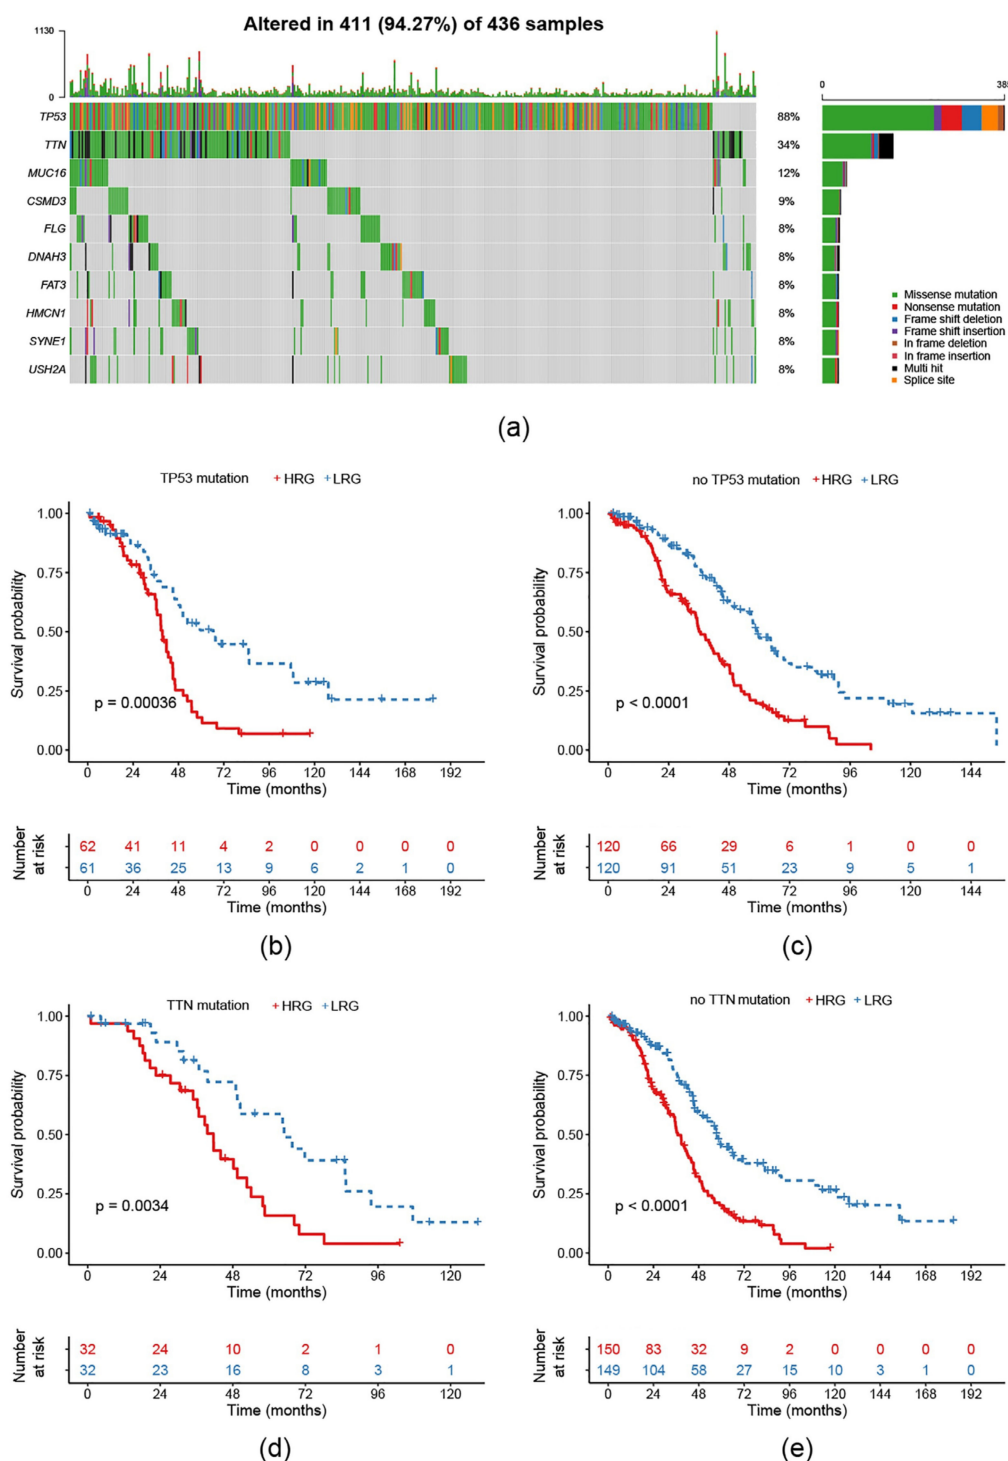 Altered in 411 (94.27%) of 436 samples
1130
0
0 38
TP53 88%
TTN 34%
MUC16 12%
CSMD3 9%
FLG 8%
DNAH3 8%
FAT3 8%
HMCN1 8%
SYNE1 8%
USH2A 8%
Missense mutation
Nonsense mutation
Frame shift deletion
Frame shift insertion
In frame deletion
In frame insertion
Multi hit
Splice site
(a)
TP53 mutation HRG LRG
Survival probability
1.00
0.75
0.50
0.25
0.00
p = 0.00036
0 24 48 72 96 120 144 168 192
Time (months)
Number at risk
62 41 11 4 2 0 0 0 0
61 36 25 13 9 6 2 1 0
0 24 48 72 96 120 144 168 192
Time (months)
(b)
no TP53 mutation HRG LRG
Survival probability
1.00
0.75
0.50
0.25
0.00
p < 0.0001
0 24 48 72 96 120 144
Time (months)
Number at risk
120 66 29 6 1 0 0
120 91 51 23 9 5 1
0 24 48 72 96 120 144
Time (months)
(c)
TTN mutation HRG LRG
Survival probability
1.00
0.75
0.50
0.25
0.00
p = 0.0034
0 24 48 72 96 120
Time (months)
Number at risk
32 24 10 2 1 0
32 23 16 8 3 1
0 24 48 72 96 120
Time (months)
(d)
no TTN mutation HRG LRG
Survival probability
1.00
0.75
0.50
0.25
0.00
p < 0.0001
0 24 48 72 96 120 144 168 192
Time (months)
Number at risk
150 83 32 9 2 0 0 0 0
149 104 58 27 15 10 3 1 0
0 24 48 72 96 120 144 168 192
Time (months)
(e)